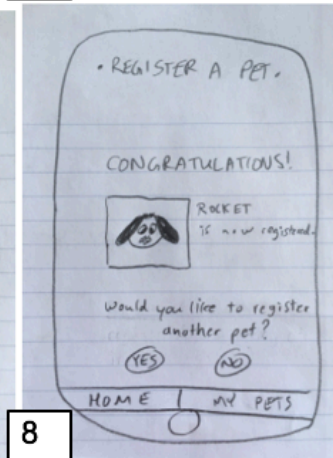 • REGISTER A PET •
CONGRATULATIONS!
ROCKET
is now registered.
Would you like to register
another pet?
YES NO
HOME | MY PETS
8